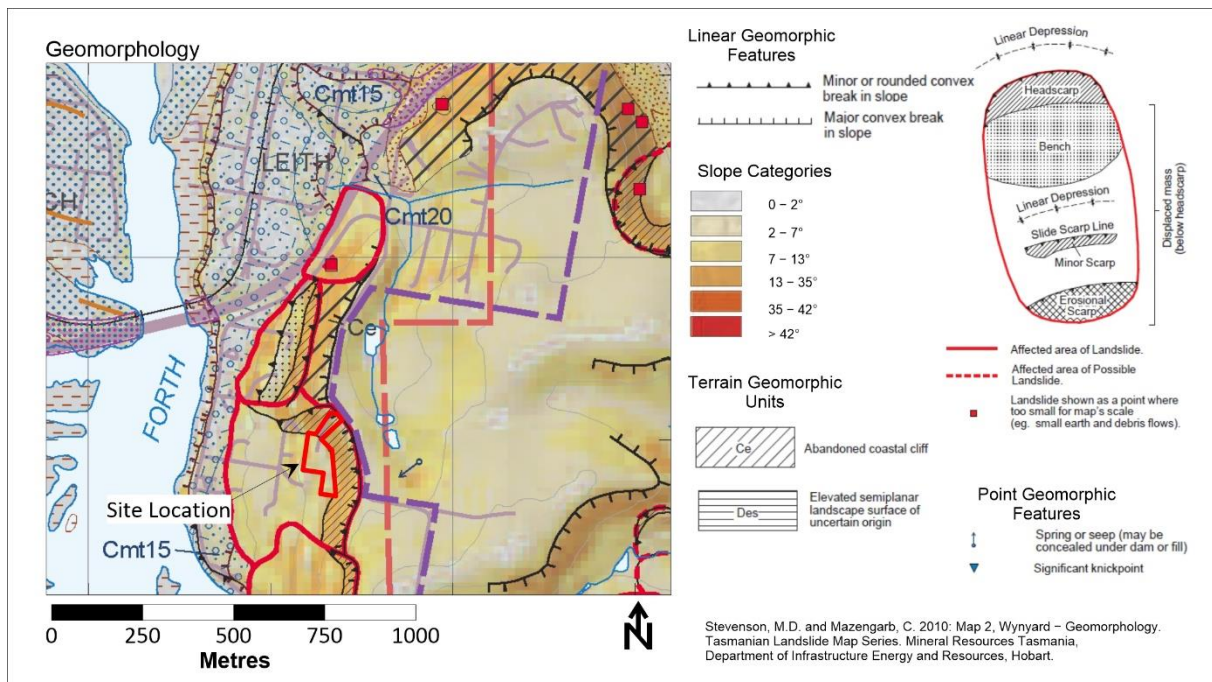 Geomorphology
Cmt15
LEITH
CH
Cmt20
Ce
FORTH
Site Location
Cmt15
0 250 500 750 1000
Metres
N
Linear Geomorphic
Features
Minor or rounded convex
break in slope
Major convex break
in slope
Slope Categories
0 – 2°
2 – 7°
7 – 13°
13 – 35°
35 – 42°
> 42°
Terrain Geomorphic
Units
Ce
Abandoned coastal cliff
Des
Elevated semiplanar
landscape surface of
uncertain origin
Linear Depression
Headscarp
Bench
Linear Depression
Slide Scarp Line
Minor Scarp
Erosional
Scarp
Displaced mass
(below headscarp)
Affected area of Landslide.
Affected area of Possible
Landslide.
Landslide shown as a point where
too small for map's scale
(eg. small earth and debris flows).
Point Geomorphic
Features
Spring or seep (may be
concealed under dam or fill)
Significant knickpoint
Stevenson, M.D. and Mazengarb, C. 2010: Map 2, Wynyard – Geomorphology.
Tasmanian Landslide Map Series. Mineral Resources Tasmania,
Department of Infrastructure Energy and Resources, Hobart.